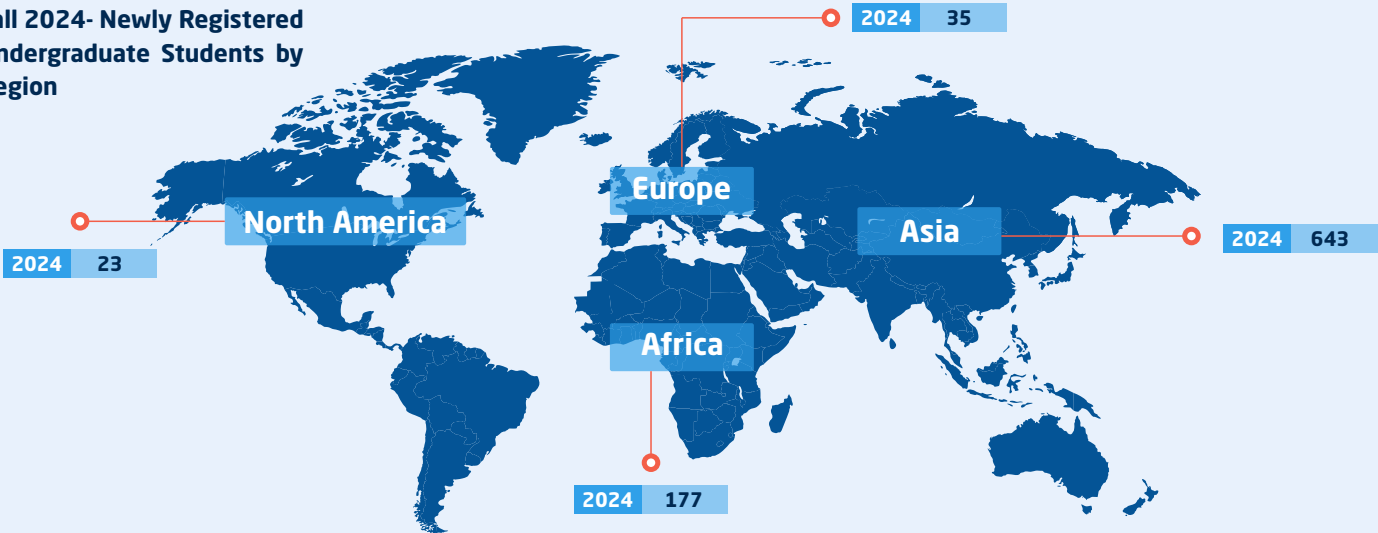 all 2024- Newly Registered
ndergraduate Students by
egion
2024 35
Europe
North America
Asia
2024 643
2024 23
Africa
2024 177